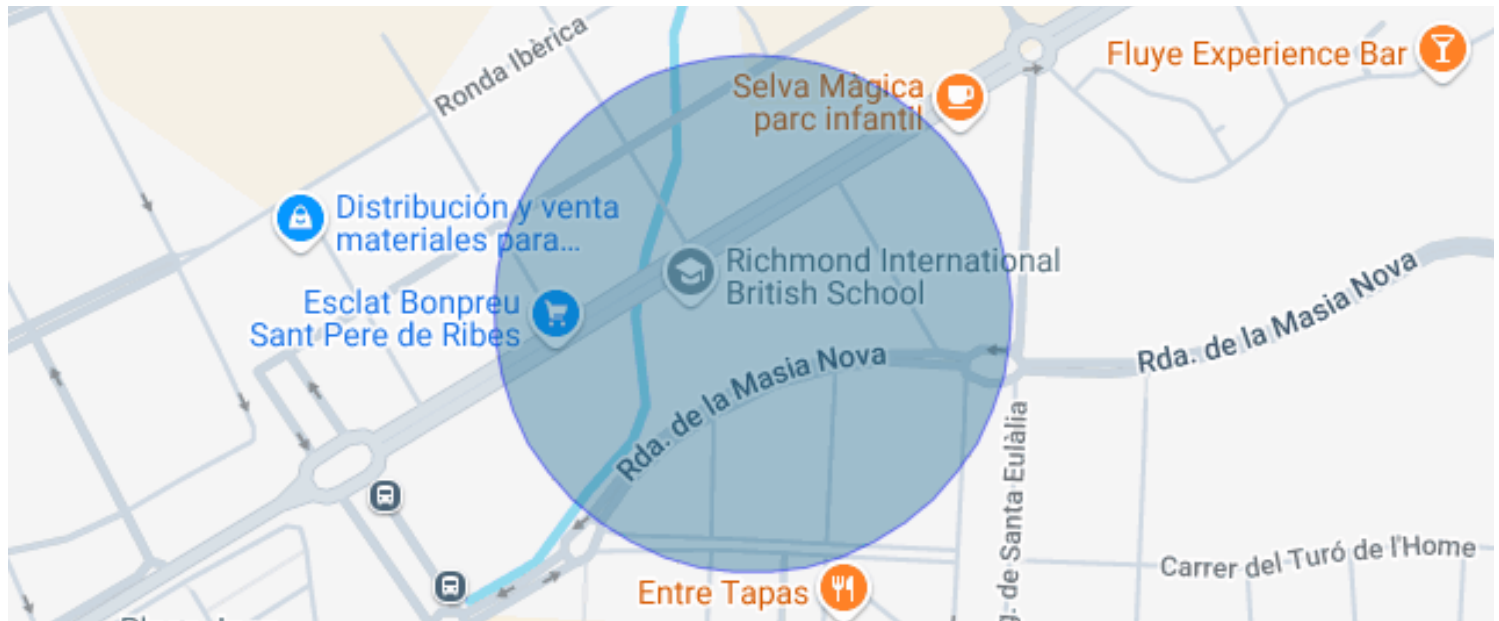 Ronda Ibèrica
Fluye Experience Bar
Selva Màgica
parc infantil
Distribución y venta
materiales para...
Richmond International
British School
Esclat Bonpreu
Sant Pere de Ribes
Rda. de la Masia Nova
Rda. de la Masia Nova
g. de Santa Eulàlia
Carrer del Turó de l'Home
Entre Tapas